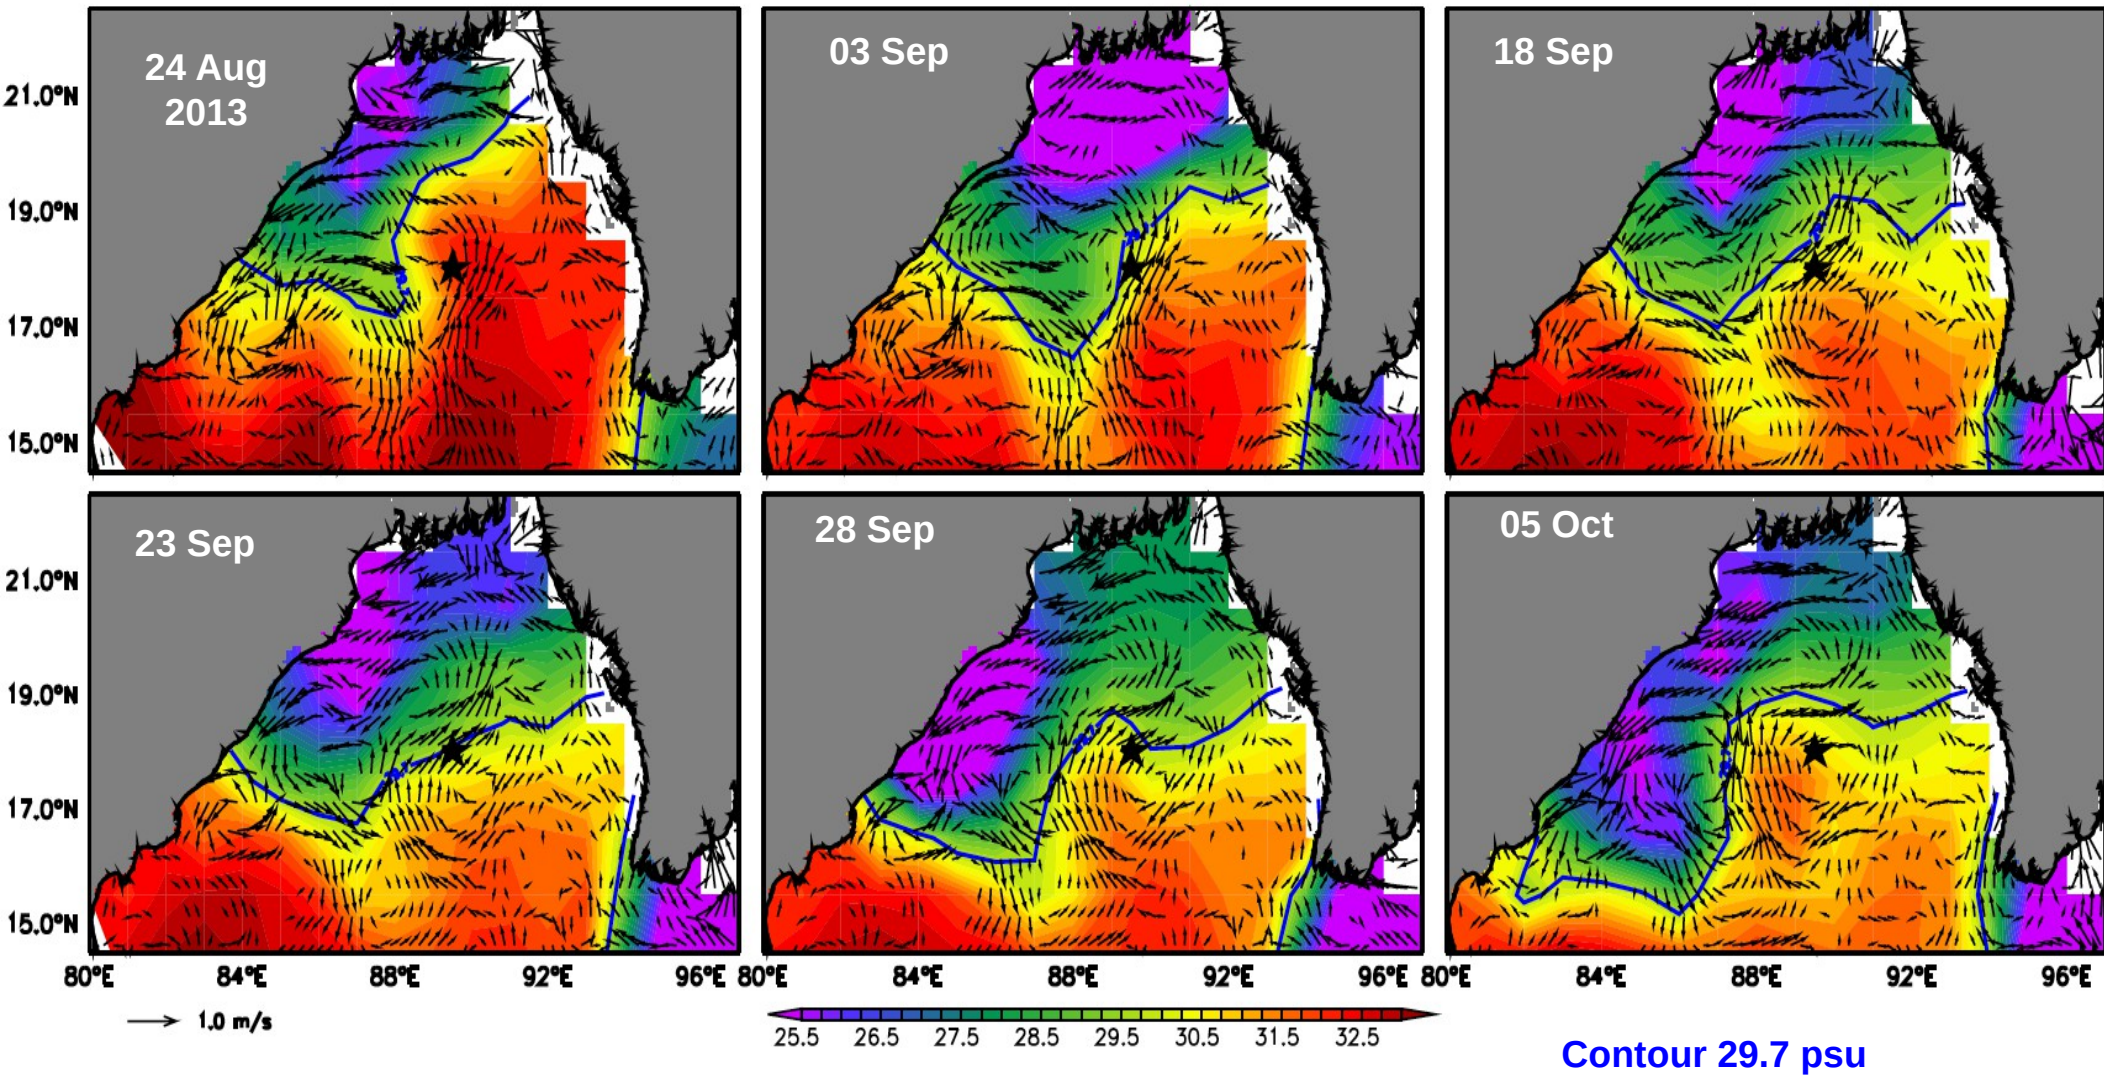 24 Aug
2013
03 Sep
18 Sep
21.0°N
19.0°N
17.0°N
15.0°N
23 Sep
28 Sep
05 Oct
21.0°N
19.0°N
17.0°N
15.0°N
80°E 84°E 88°E 92°E 96°E 80°E 84°E 88°E 92°E 96°E 80°E 84°E 88°E 92°E 96°E
1.0 m/s
25.5 26.5 27.5 28.5 29.5 30.5 31.5 32.5
Contour 29.7 psu